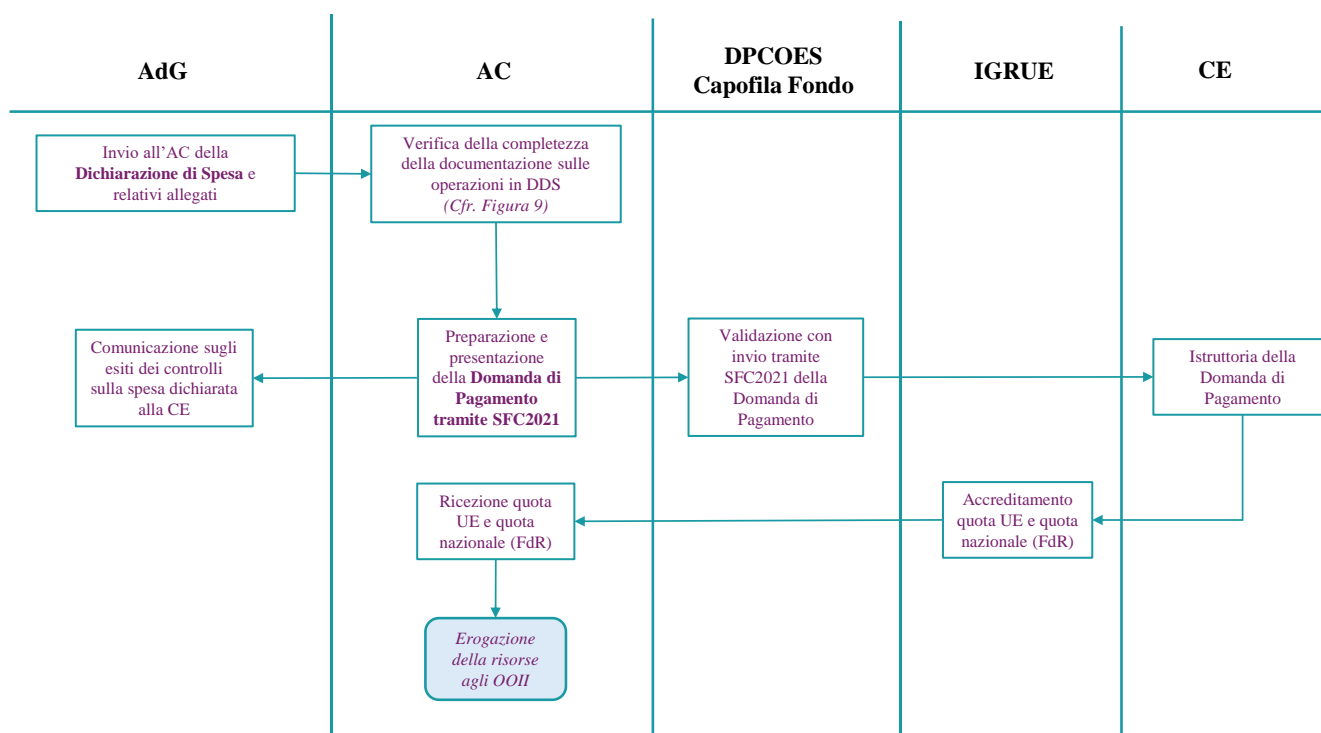 AdG
AC
DPCOES
Capofila Fondo
IGRUE
CE
Invio all'AC della
Dichiarazione di Spesa e
relativi allegati
Verifica della completezza
della documentazione sulle
operazioni in DDS
(Cfr. Figura 9)
Comunicazione sugli
esiti dei controlli
sulla spesa dichiarata
alla CE
Preparazione e
presentazione
della Domanda di
Pagamento
tramite SFC2021
Validazione con
invio tramite
SFC2021 della
Domanda di
Pagamento
Istruttoria della
Domanda di
Pagamento
Ricezione quota
UE e quota
nazionale (FdR)
Accreditamento
quota UE e quota
nazionale (FdR)
Erogazione
della risorse
agli OOII